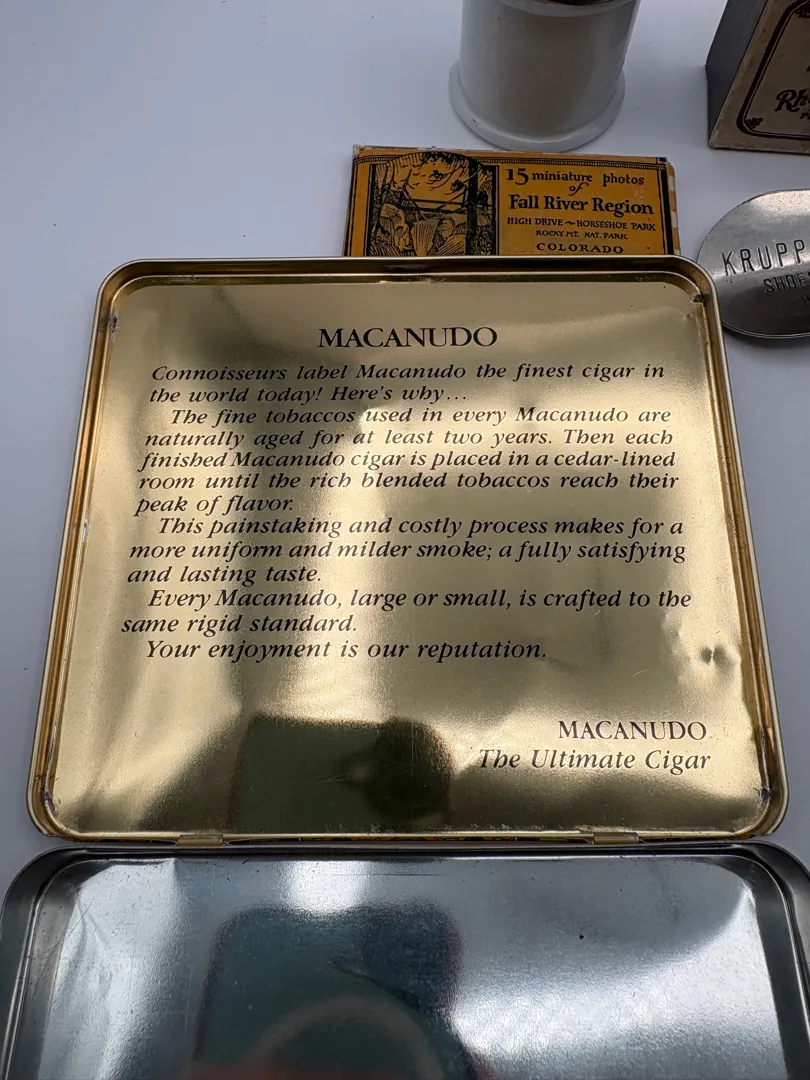 Rh
15 miniature photos
of
Fall River Region
HIGH DRIVE ~ HORSESHOE PARK
ROCKY MT. NAT. PARK
COLORADO
KRUPP
SHOE
MACANUDO
Connoisseurs label Macanudo the finest cigar in
the world today! Here's why...
The fine tobaccos used in every Macanudo are
naturally aged for at least two years. Then each
finished Macanudo cigar is placed in a cedar-lined
room until the rich blended tobaccos reach their
peak of flavor.
This painstaking and costly process makes for a
more uniform and milder smoke; a fully satisfying
and lasting taste.
Every Macanudo, large or small, is crafted to the
same rigid standard.
Your enjoyment is our reputation.
MACANUDO
The Ultimate Cigar